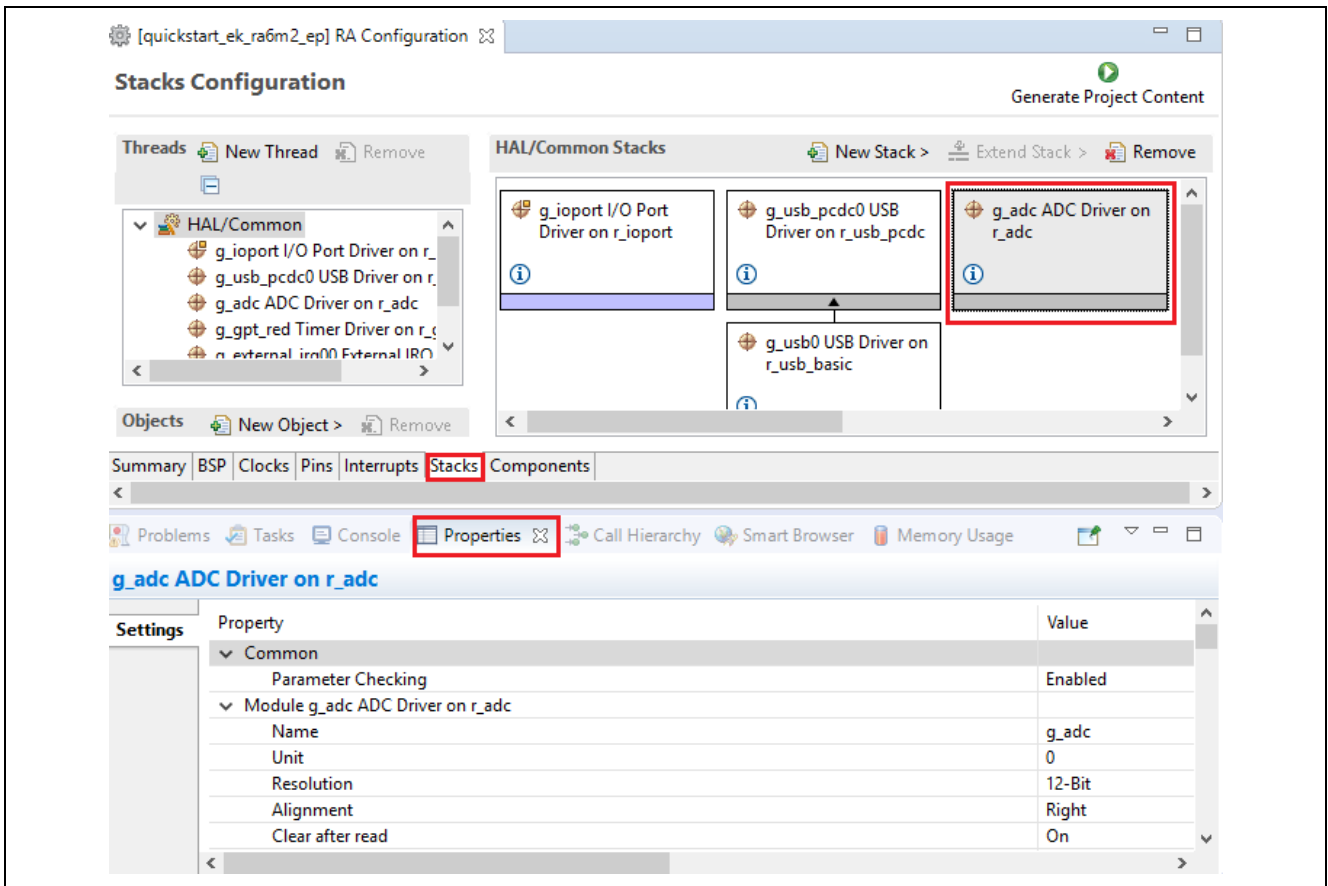 [quickstart_ek_ra6m2_ep] RA Configuration
Stacks Configuration
Generate Project Content
Threads New Thread Remove
HAL/Common Stacks New Stack > Extend Stack > Remove
HAL/Common
g_ioport I/O Port Driver on r_
g_usb_pcdc0 USB Driver on r_
g_adc ADC Driver on r_adc
g_gpt_red Timer Driver on r_g
g_external_irq00 External IRQ
g_ioport I/O Port
Driver on r_ioport
g_usb_pcdc0 USB
Driver on r_usb_pcdc
g_adc ADC Driver on
r_adc
g_usb0 USB Driver on
r_usb_basic
Objects New Object > Remove
Summary BSP Clocks Pins Interrupts Stacks Components
Problems Tasks Console Properties Call Hierarchy Smart Browser Memory Usage
g_adc ADC Driver on r_adc
Settings
Property Value
Common
Parameter Checking Enabled
Module g_adc ADC Driver on r_adc
Name g_adc
Unit 0
Resolution 12-Bit
Alignment Right
Clear after read On